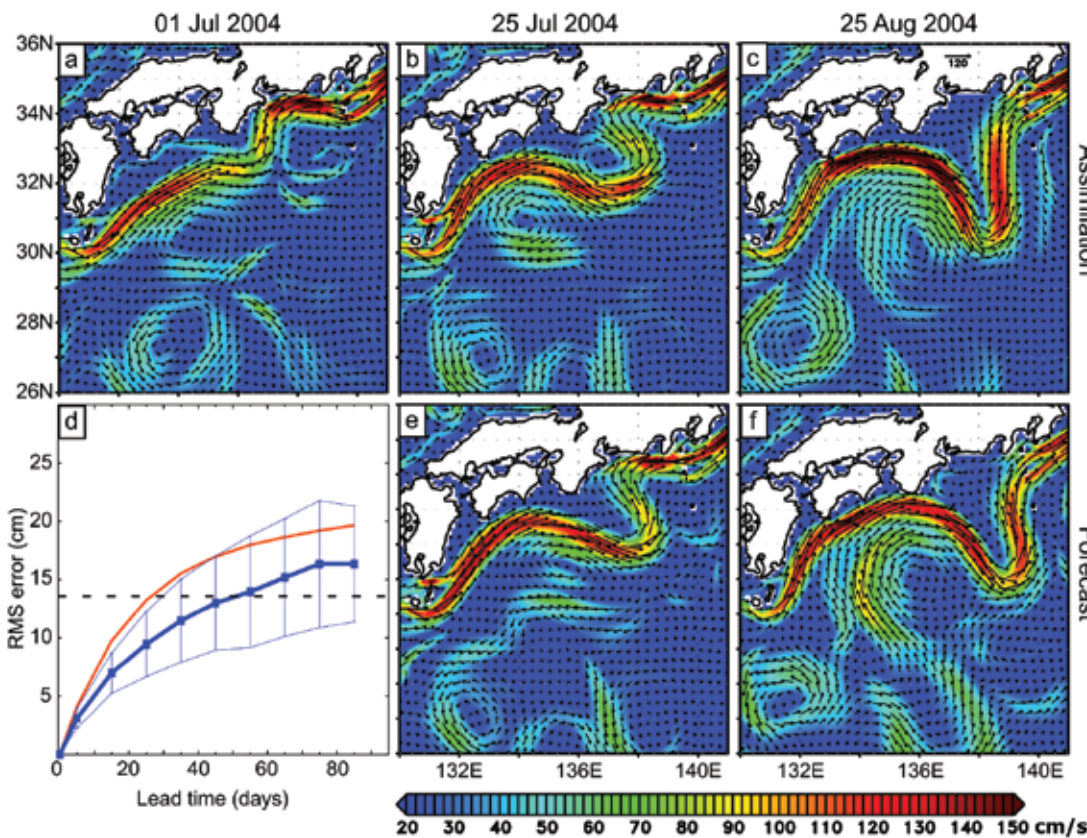 01 Jul 2004
25 Jul 2004
25 Aug 2004
36N
34N
32N
30N
28N
26N
a
b
c
120
Assimilation
d
e
f
Forecast
RMS error (cm)
25
20
15
10
5
0
20
40
60
80
Lead time (days)
132E
136E
140E
132E
136E
140E
20 30 40 50 60 70 80 90 100 110 120 130 140 150 cm/s